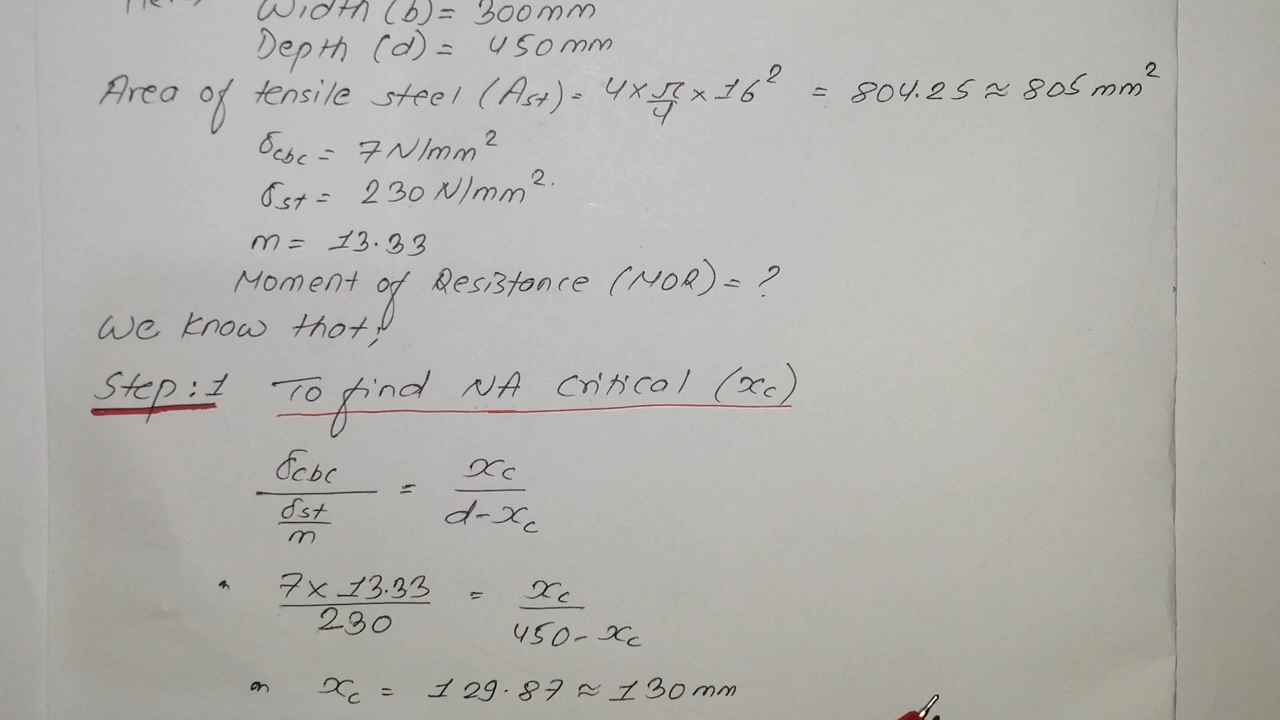 Width (b) = 300mm
Depth (d) = 450mm
Area of tensile steel (Ast) = 4 × π/4 × 16² = 804.25 ≈ 805 mm²
σcbc = 7 N/mm²
σst = 230 N/mm².
m = 13.33
Moment of Resistance (MOR) = ?
We know that,
Step:1 To find NA critical (xc)
σcbc / (σst/m) = xc / (d-xc)
7 × 13.33 / 230 = xc / (450 - xc)
xc = 129.87 ≈ 130mm